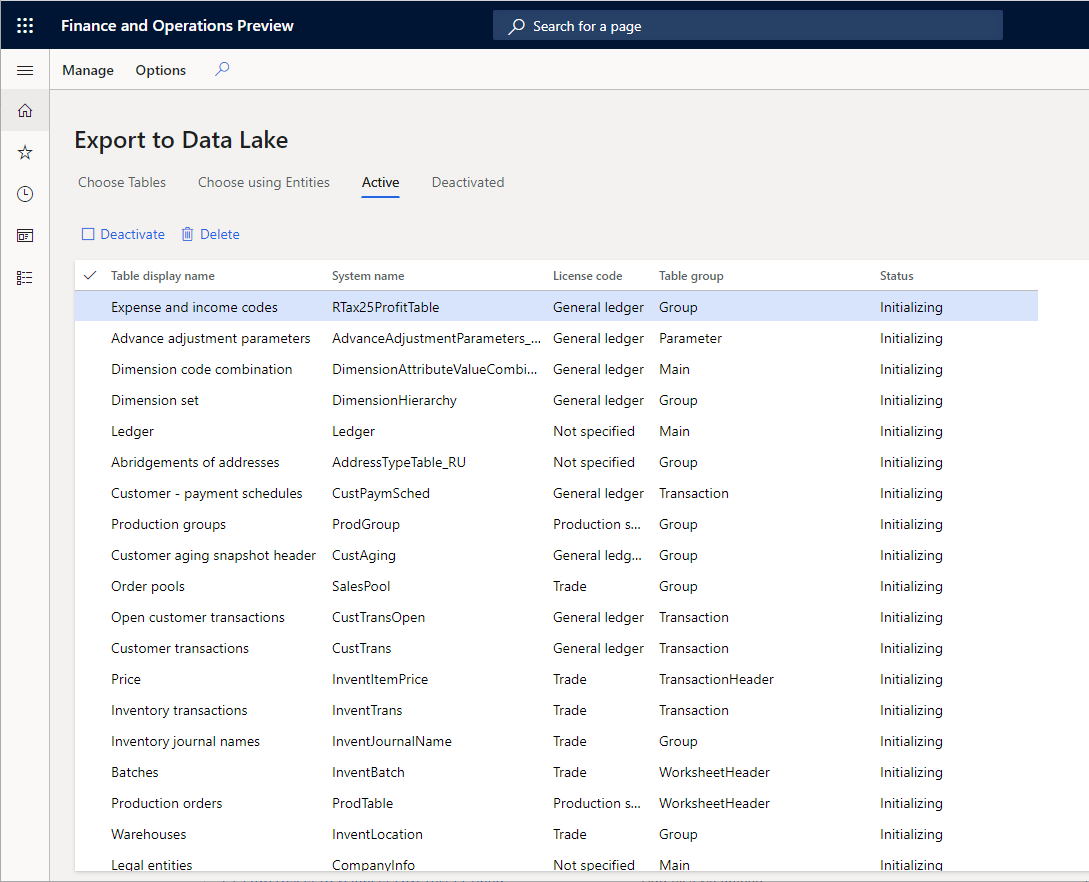 Finance and Operations Preview Search for a page
Manage Options
Export to Data Lake
Choose Tables Choose using Entities Active Deactivated
Deactivate Delete
Table display name System name License code Table group Status
Expense and income codes RTax25ProfitTable General ledger Group Initializing
Advance adjustment parameters AdvanceAdjustmentParameters_... General ledger Parameter Initializing
Dimension code combination DimensionAttributeValueCombi... General ledger Main Initializing
Dimension set DimensionHierarchy General ledger Group Initializing
Ledger Ledger Not specified Main Initializing
Abridgements of addresses AddressTypeTable_RU Not specified Group Initializing
Customer - payment schedules CustPaymSched General ledger Transaction Initializing
Production groups ProdGroup Production s... Group Initializing
Customer aging snapshot header CustAging General ledg... Group Initializing
Order pools SalesPool Trade Group Initializing
Open customer transactions CustTransOpen General ledger Transaction Initializing
Customer transactions CustTrans General ledger Transaction Initializing
Price InventItemPrice Trade TransactionHeader Initializing
Inventory transactions InventTrans Trade Transaction Initializing
Inventory journal names InventJournalName Trade Group Initializing
Batches InventBatch Trade WorksheetHeader Initializing
Production orders ProdTable Production s... WorksheetHeader Initializing
Warehouses InventLocation Trade Group Initializing
Legal entities CompanyInfo Not specified Main Initializing